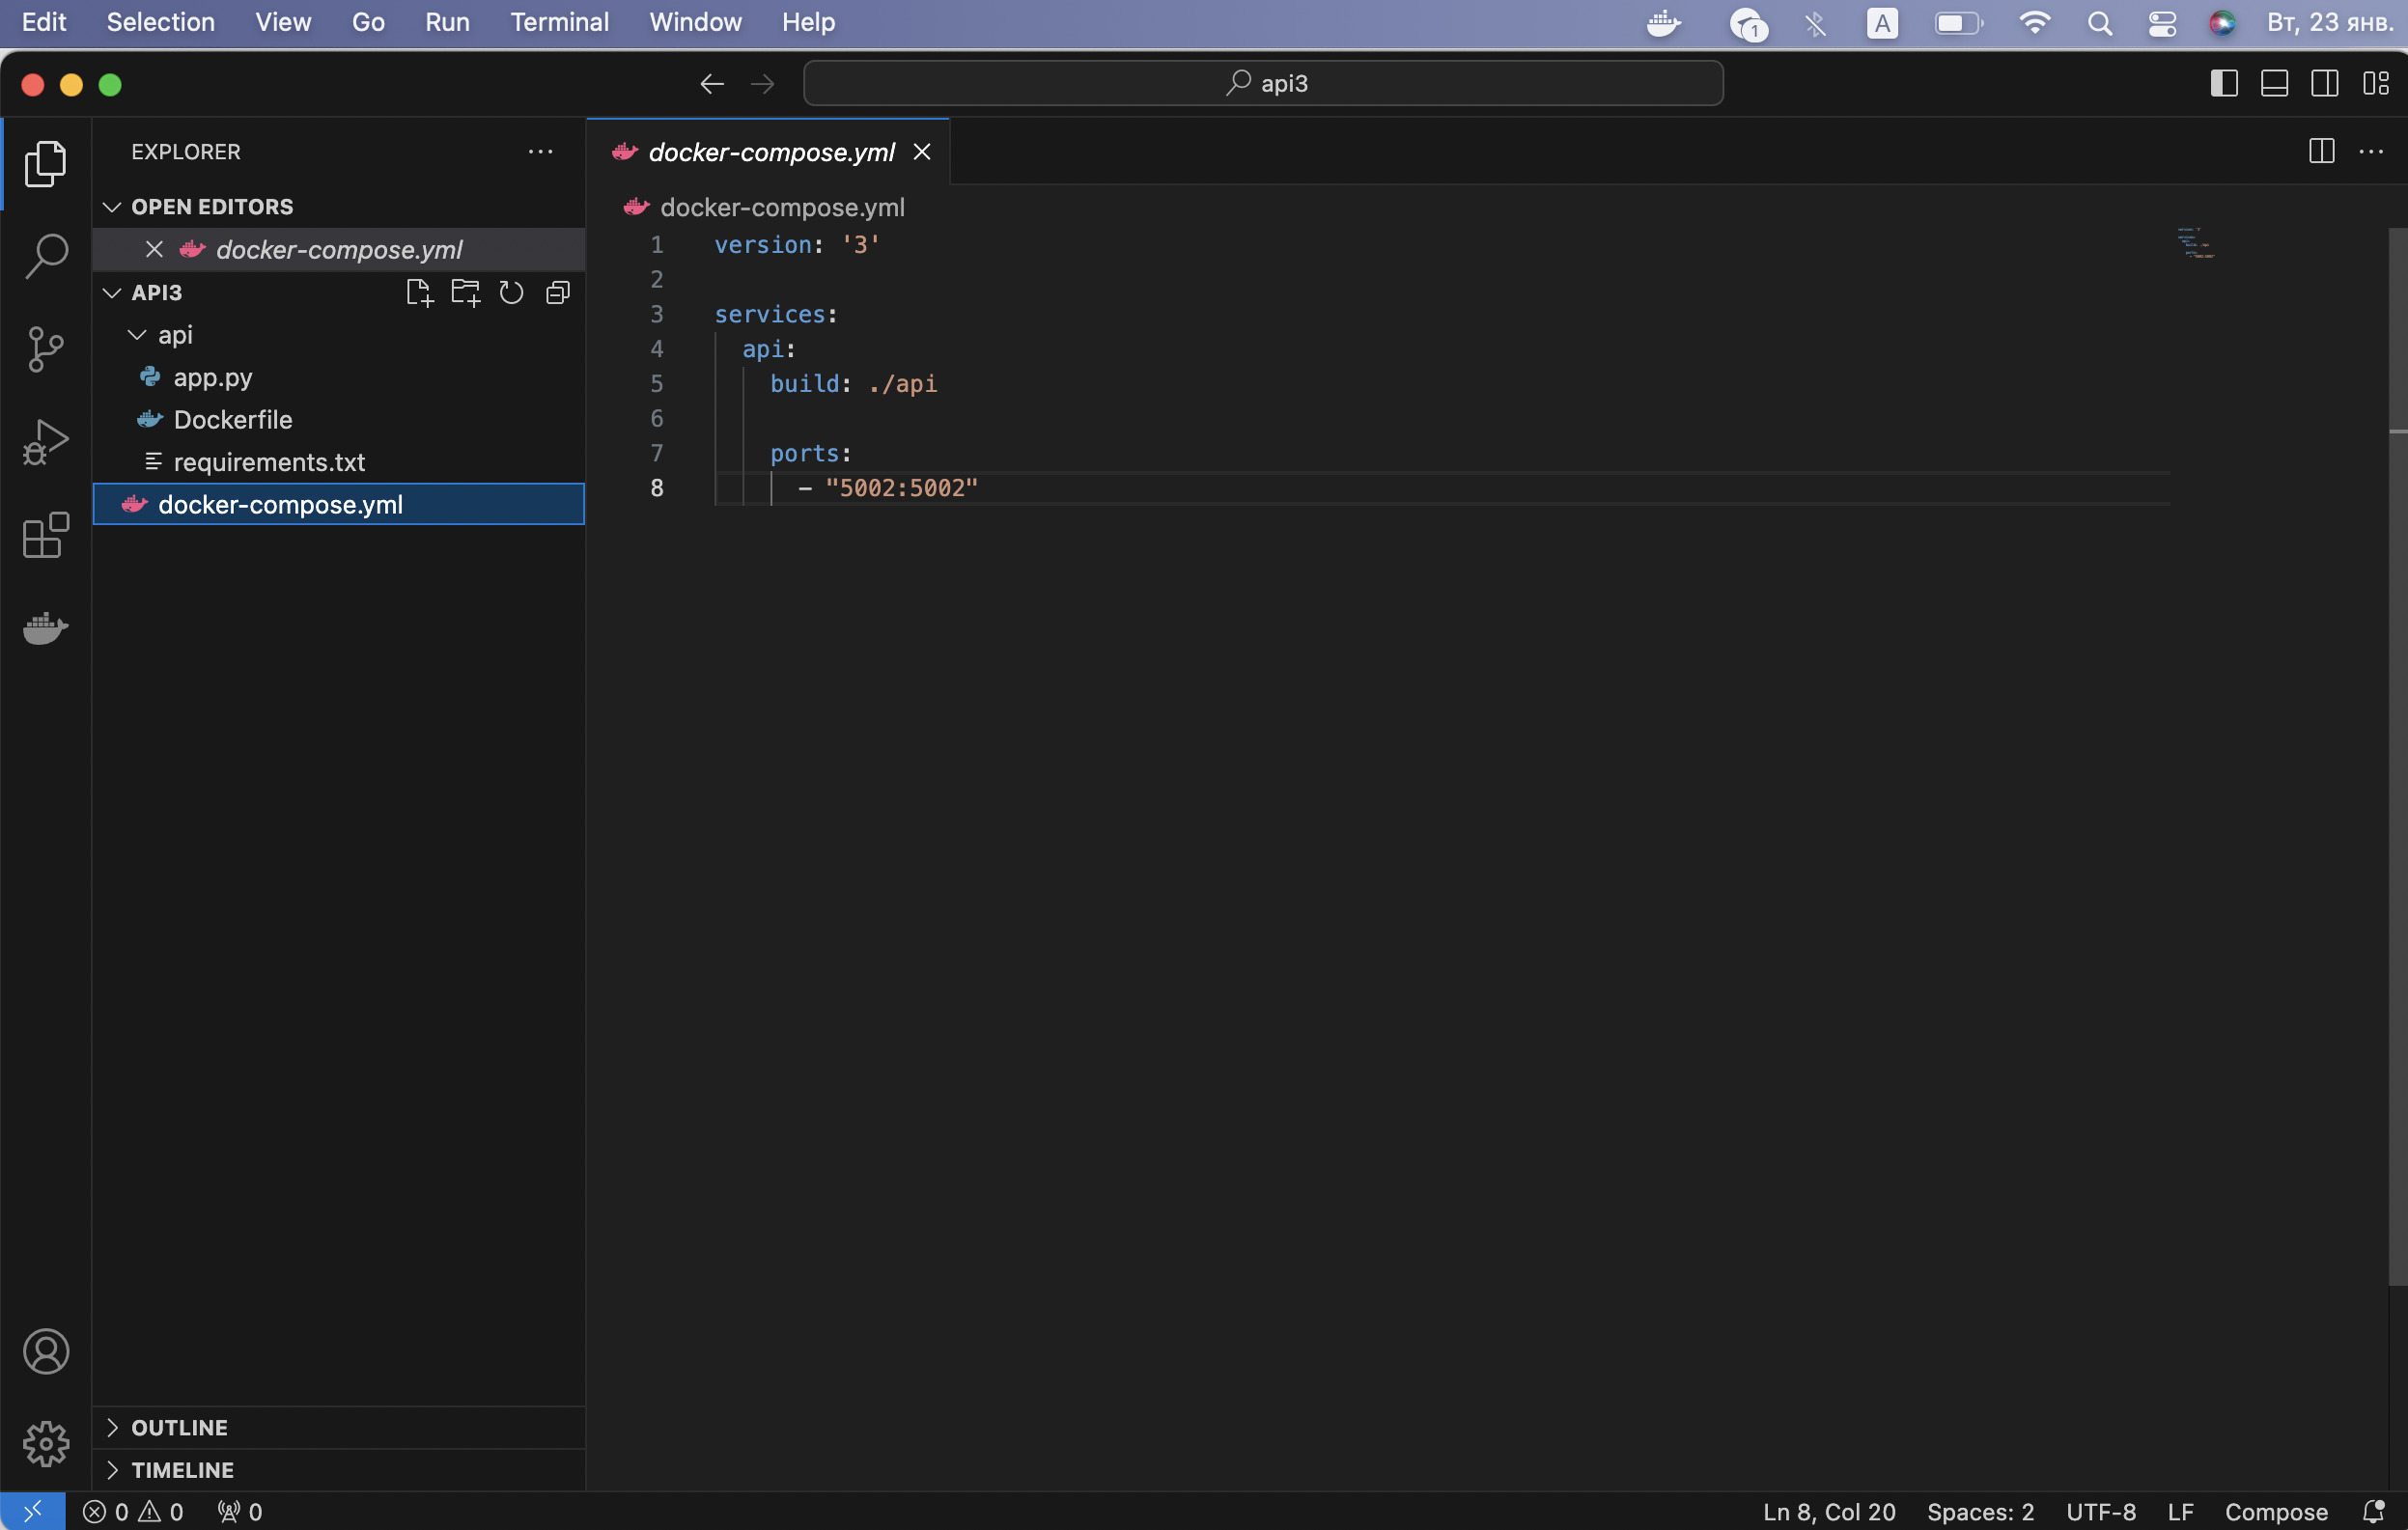 Edit Selection View Go Run Terminal Window Help 1 A Вт, 23 янв.
api3
EXPLORER
OPEN EDITORS
docker-compose.yml
API3
api
app.py
Dockerfile
requirements.txt
docker-compose.yml
OUTLINE
TIMELINE
docker-compose.yml
docker-compose.yml
1 version: '3'
2
3 services:
4 api:
5 build: ./api
6
7 ports:
8 - "5002:5002"
0 0 0 Ln 8, Col 20 Spaces: 2 UTF-8 LF Compose